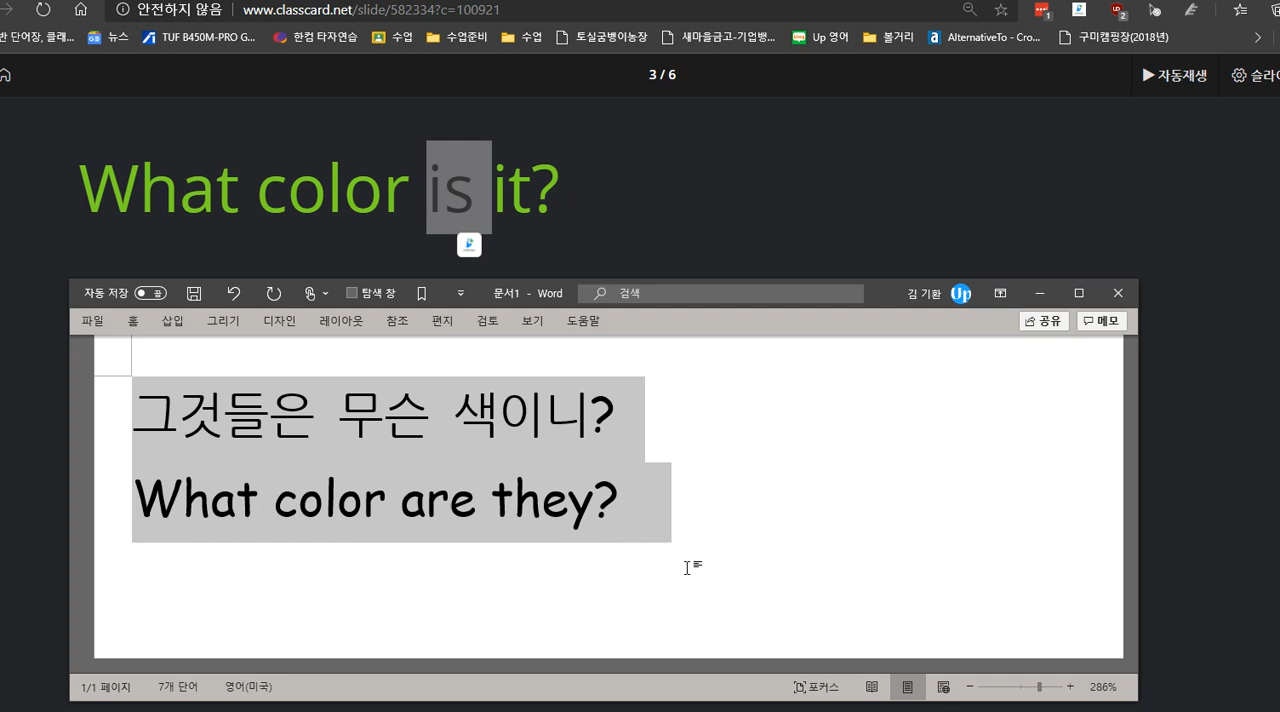 안전하지 않음 www.classcard.net/slide/582334?c=100921
반 단어장, 클래... 뉴스 TUF B450M-PRO G... 한컴 타자연습 수업 수업준비 수업 토실굼벵이농장 새마을금고-기업뱅... Up 영어 볼거리 AlternativeTo - Cro... 구미캠핑장(2018년)
3 / 6 자동재생 슬라이
What color is it?
자동 저장 끔 탐색 창 문서1 - Word 검색 김 기환 Up
파일 홈 삽입 그리기 디자인 레이아웃 참조 편지 검토 보기 도움말 공유 메모
그것들은 무슨 색이니?
What color are they?
1/1 페이지 7개 단어 영어(미국) 포커스 286%